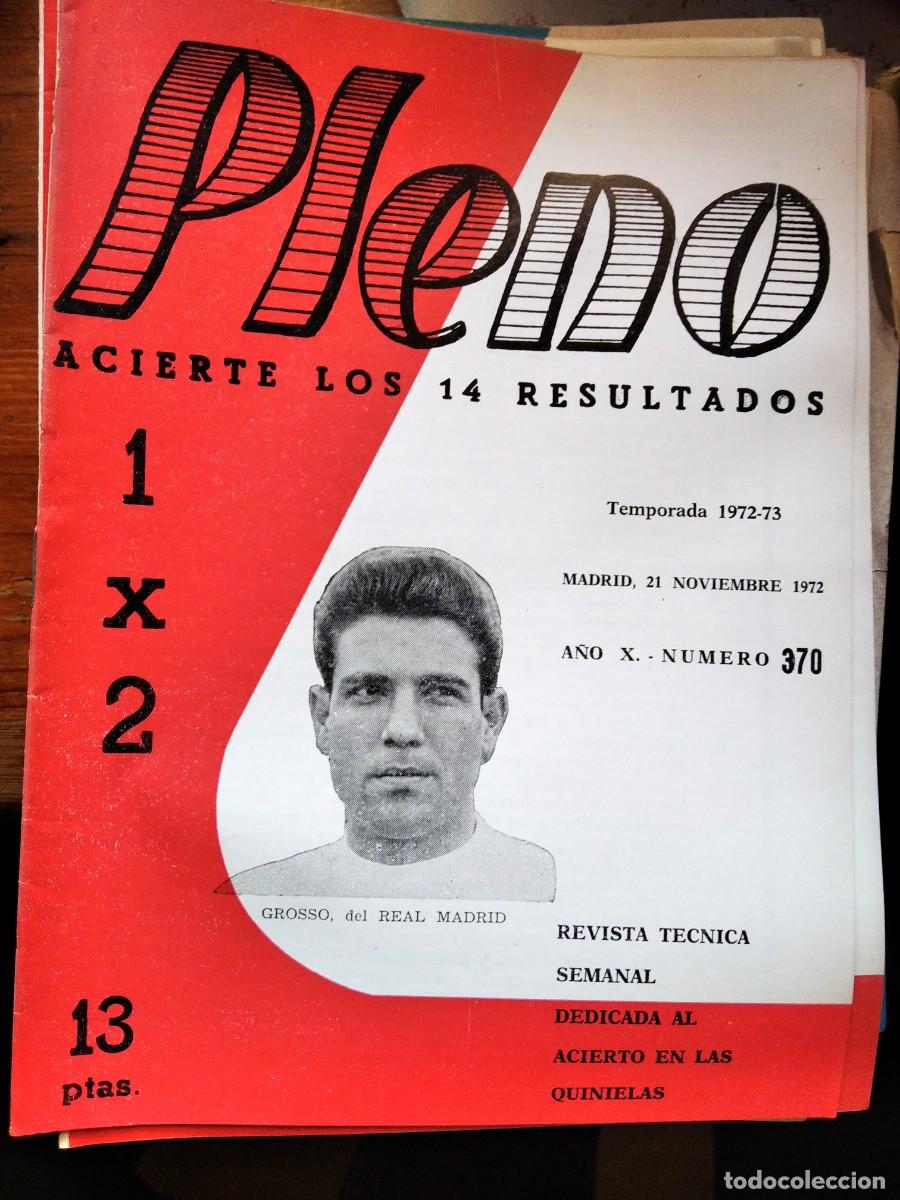 Pleno
ACIERTE LOS 14 RESULTADOS
1
x
2
Temporada 1972-73
MADRID, 21 NOVIEMBRE 1972
AÑO X. - NUMERO 370
GROSSO, del REAL MADRID
REVISTA TECNICA
SEMANAL
DEDICADA AL
ACIERTO EN LAS
QUINIELAS
13
ptas.
todocoleccion